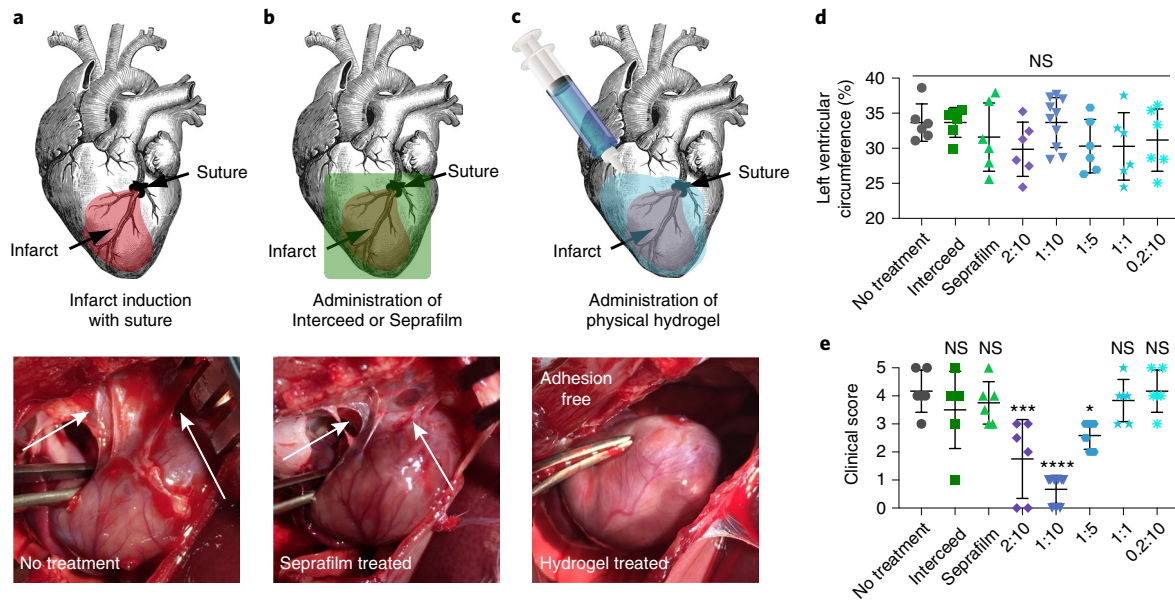 a
Suture
Infarct
Infarct induction
with suture
No treatment
b
Suture
Infarct
Administration of
Interceed or Seprafilm
Seprafilm treated
c
Suture
Infarct
Administration of
physical hydrogel
Adhesion
free
Hydrogel treated
d
NS
Left ventricular
circumference (%)
40
35
30
25
20
No treatment
Interceed
Seprafilm
2:10
1:10
1:5
1:1
0.2:10
e
NS
NS
***
****
*
NS
NS
Clinical score
5
4
3
2
1
0
No treatment
Interceed
Seprafilm
2:10
1:10
1:5
1:1
0.2:10